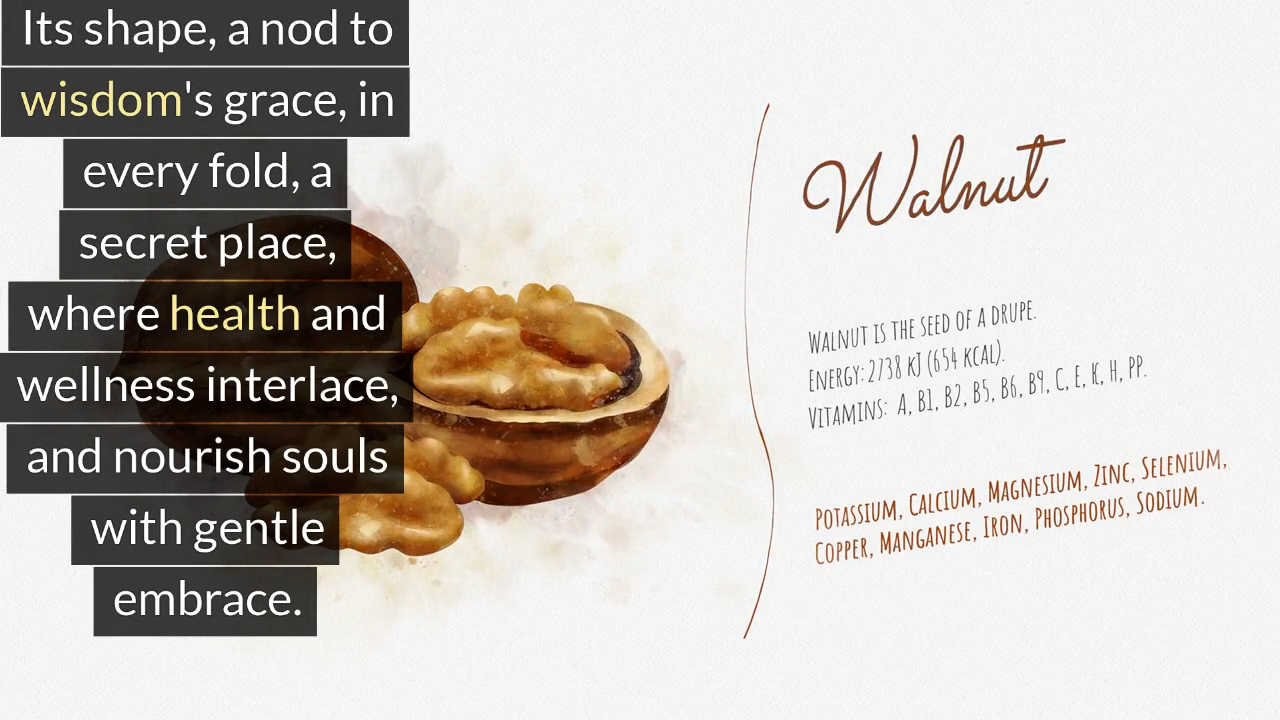 Its shape, a nod to
wisdom's grace, in
every fold, a
secret place,
where health and
wellness interlace,
and nourish souls
with gentle
embrace.
Walnut
Walnut is the seed of a drupe.
Energy: 2738 kJ (654 kcal).
Vitamins: A, B1, B2, B5, B6, B9, C, E, K, H, PP.
Potassium, Calcium, Magnesium, Zinc, Selenium,
Copper, Manganese, Iron, Phosphorus, Sodium.